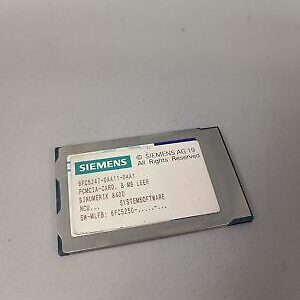 © SIEMENS AG 19
All Rights Reserved
SIEMENS
6FC5247-0AA11-0AA1
PCMCIA-CARD, 8 MB LEER
SINUMERIK 840D
NCU... SYSTEMSOFTWARE
SW-MLFB: 6FC5250-.....-....